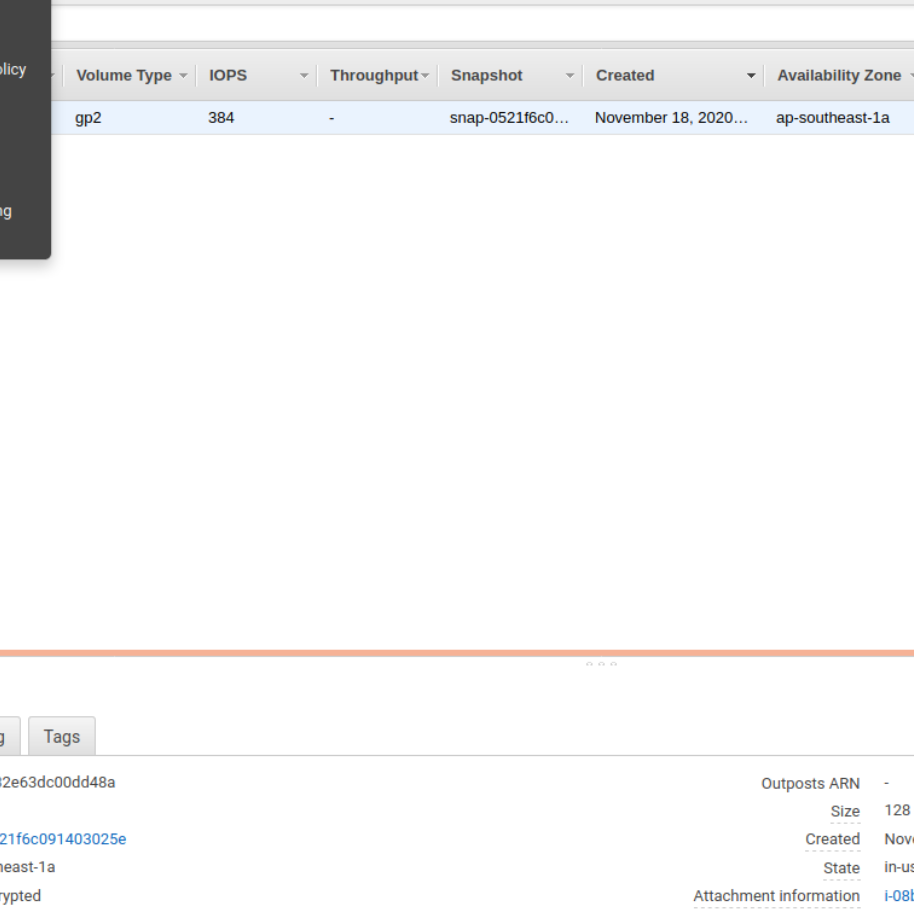 olicy
Volume Type IOPS Throughput Snapshot Created Availability Zone
gp2 384 - snap-0521f6c0... November 18, 2020... ap-southeast-1a
ng
g Tags
32e63dc00dd48a Outposts ARN -
Size 128
21f6c091403025e Created Nove
heast-1a State in-us
rypted Attachment information i-08b